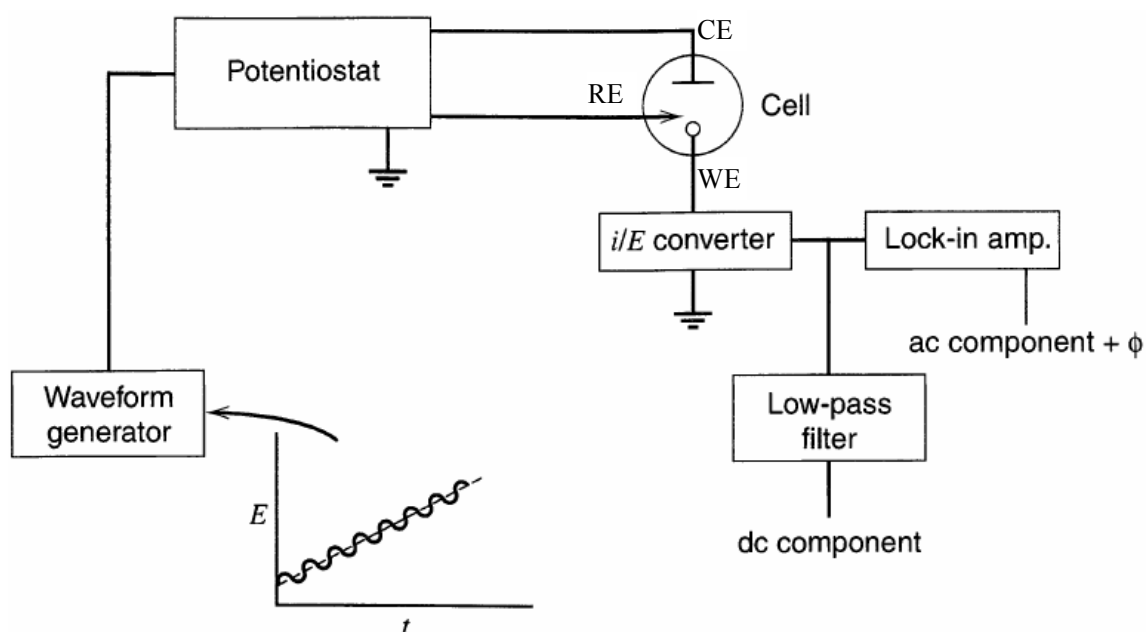 CE
Potentiostat
RE
Cell
WE
i/E converter
Lock-in amp.
ac component + ϕ
Waveform
generator
Low-pass
filter
E
dc component
t